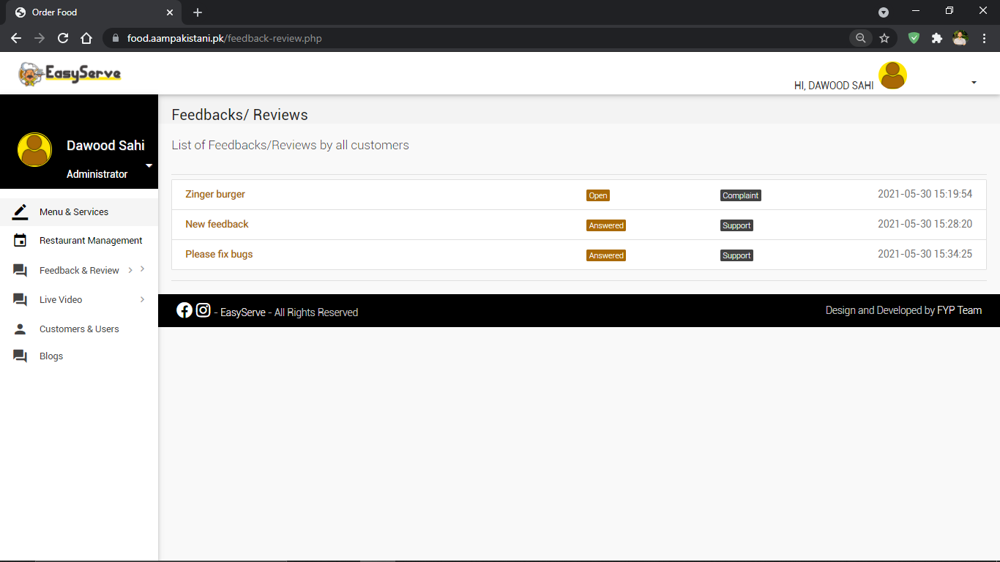 Order Food
food.aampakistani.pk/feedback-review.php
EasyServe
HI, DAWOOD SAHI
Dawood Sahi
Administrator
Menu & Services
Restaurant Management
Feedback & Review
Live Video
Customers & Users
Blogs
Feedbacks/ Reviews
List of Feedbacks/Reviews by all customers
Zinger burger Open Complaint 2021-05-30 15:19:54
New feedback Answered Support 2021-05-30 15:28:20
Please fix bugs Answered Support 2021-05-30 15:34:25
- EasyServe - All Rights Reserved Design and Developed by FYP Team